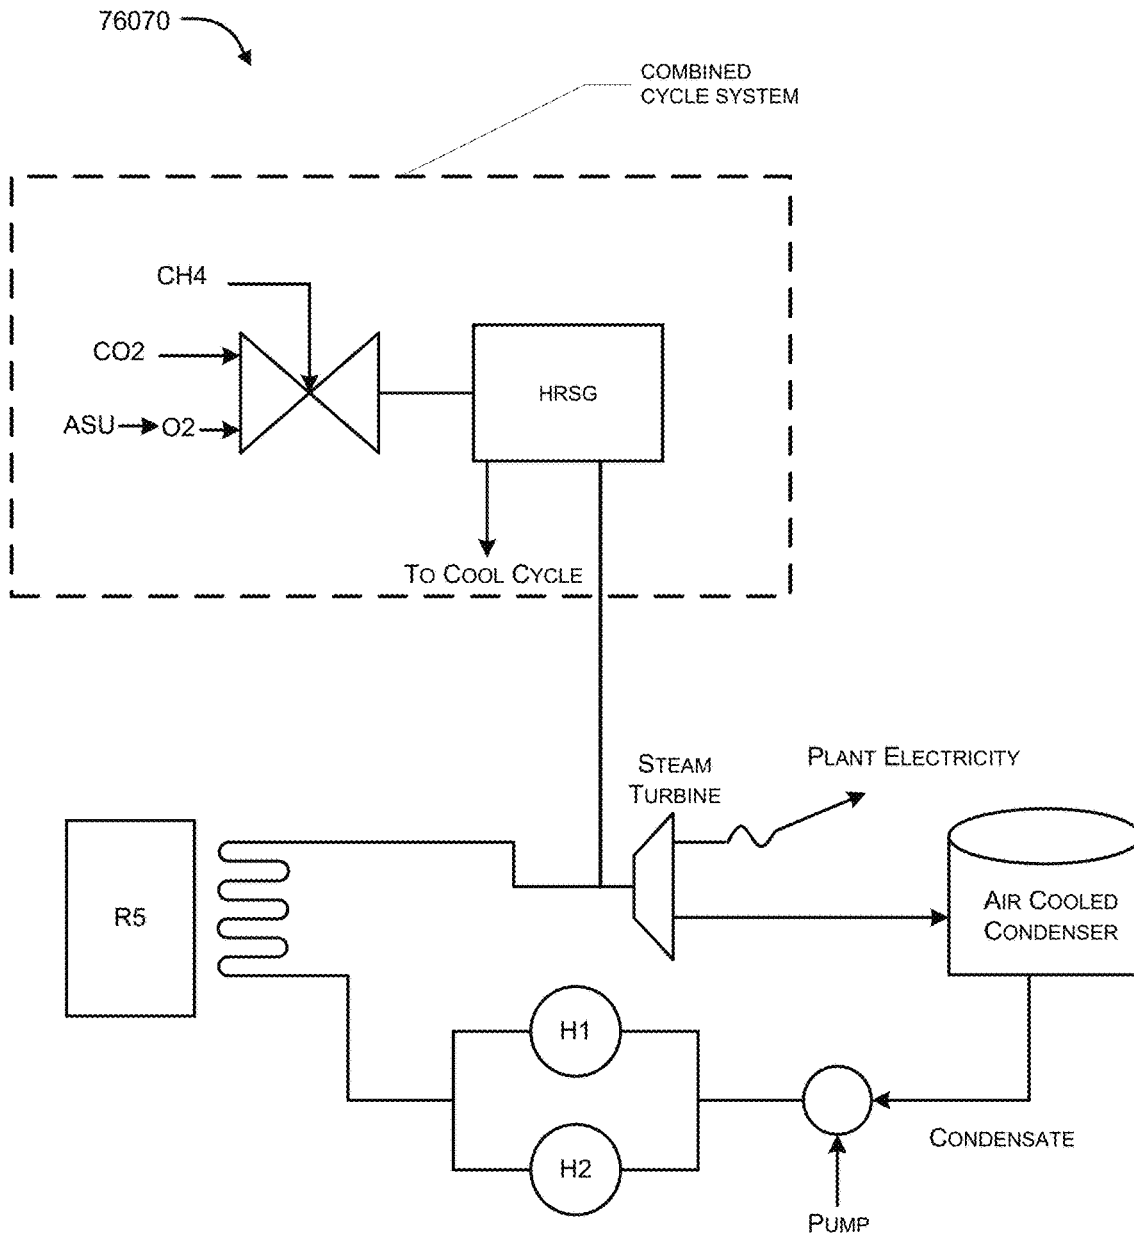 76070
COMBINED
CYCLE SYSTEM
CH4
CO2
ASU
O2
HRSG
TO COOL CYCLE
STEAM
TURBINE
PLANT ELECTRICITY
R5
AIR COOLED
CONDENSER
H1
H2
CONDENSATE
PUMP